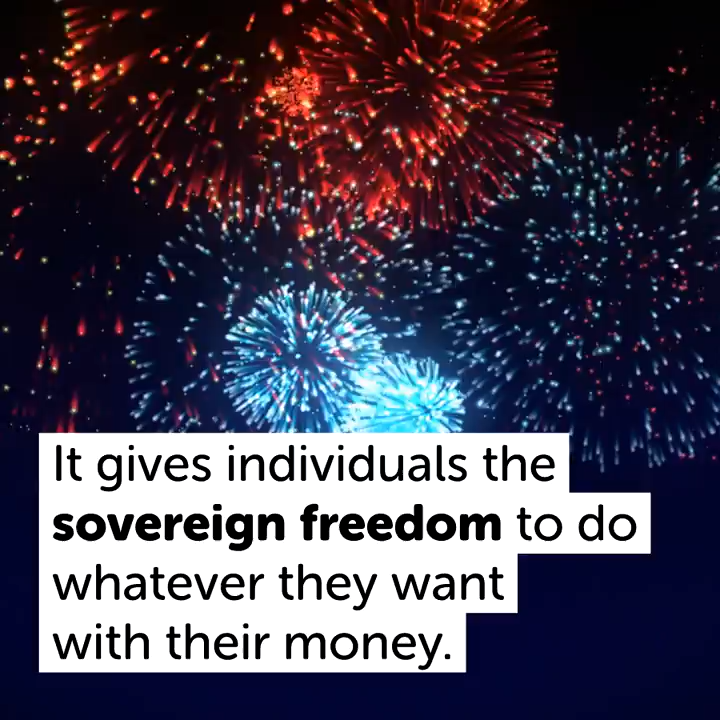 It gives individuals the
sovereign freedom to do
whatever they want
with their money.